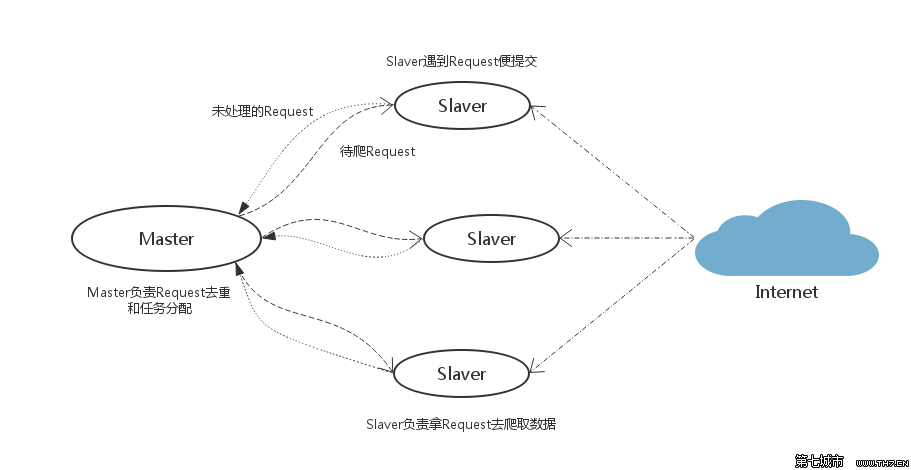 Slaver遇到Request便提交
Slaver
未处理的Request
待爬Request
Master
Slaver
Master负责Request去重
和任务分配
Internet
Slaver
Slaver负责拿Request去爬取数据
第七城市 WWW.TH7.CN